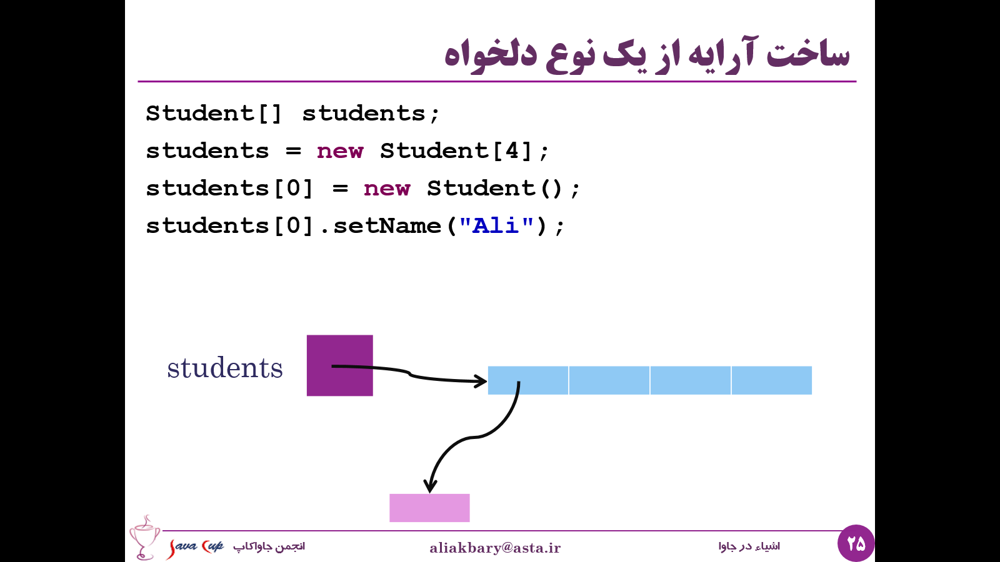 ساخت آرایه از یک نوع دلخواه
Student[] students;
students = new Student[4];
students[0] = new Student();
students[0].setName("Ali");
students
۲۵
اشیاء در جاوا
aliakbary@asta.ir
انجمن جاواکاپ
Java Cup